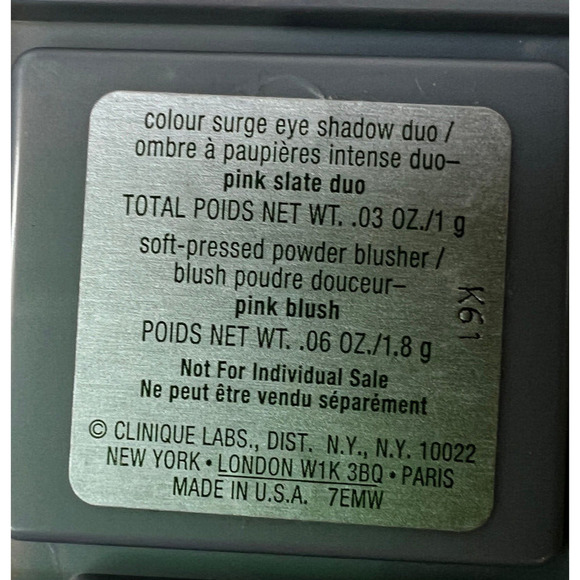 colour surge eye shadow duo /
ombre à paupières intense duo–
pink slate duo
TOTAL POIDS NET WT. .03 OZ./1 g
soft-pressed powder blusher /
blush poudre douceur–
pink blush
POIDS NET WT. .06 OZ./1.8 g
Not For Individual Sale
Ne peut être vendu séparément
© CLINIQUE LABS., DIST. N.Y., N.Y. 10022
NEW YORK • LONDON W1K 3BQ • PARIS
MADE IN U.S.A. 7EMW
K61